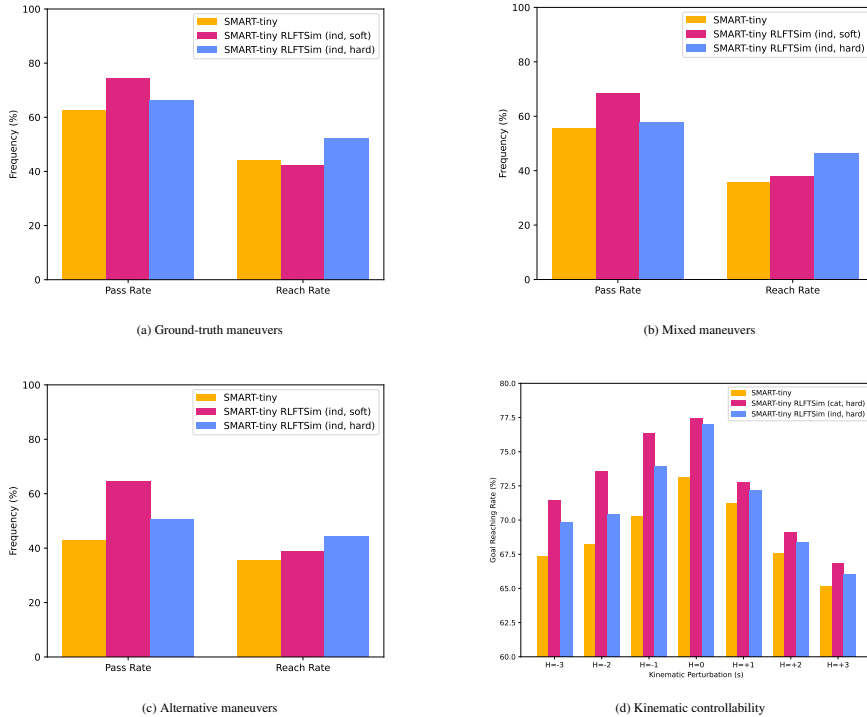 100
80
60
40
20
0
Frequency (%)
SMART-tiny
SMART-tiny RLFTSim (ind, soft)
SMART-tiny RLFTSim (ind, hard)
Pass Rate
Reach Rate
(a) Ground-truth maneuvers
100
80
60
40
20
0
Frequency (%)
SMART-tiny
SMART-tiny RLFTSim (ind, soft)
SMART-tiny RLFTSim (ind, hard)
Pass Rate
Reach Rate
(b) Mixed maneuvers
100
80
60
40
20
0
Frequency (%)
SMART-tiny
SMART-tiny RLFTSim (ind, soft)
SMART-tiny RLFTSim (ind, hard)
Pass Rate
Reach Rate
(c) Alternative maneuvers
80.0
77.5
75.0
72.5
70.0
67.5
65.0
62.5
60.0
Goal Reaching Rate (%)
SMART-tiny
SMART-tiny RLFTSim (cat, hard)
SMART-tiny RLFTSim (ind, hard)
H=-3
H=-2
H=-1
H=0
H=+1
H=+2
H=+3
Kinematic Perturbation (s)
(d) Kinematic controllability